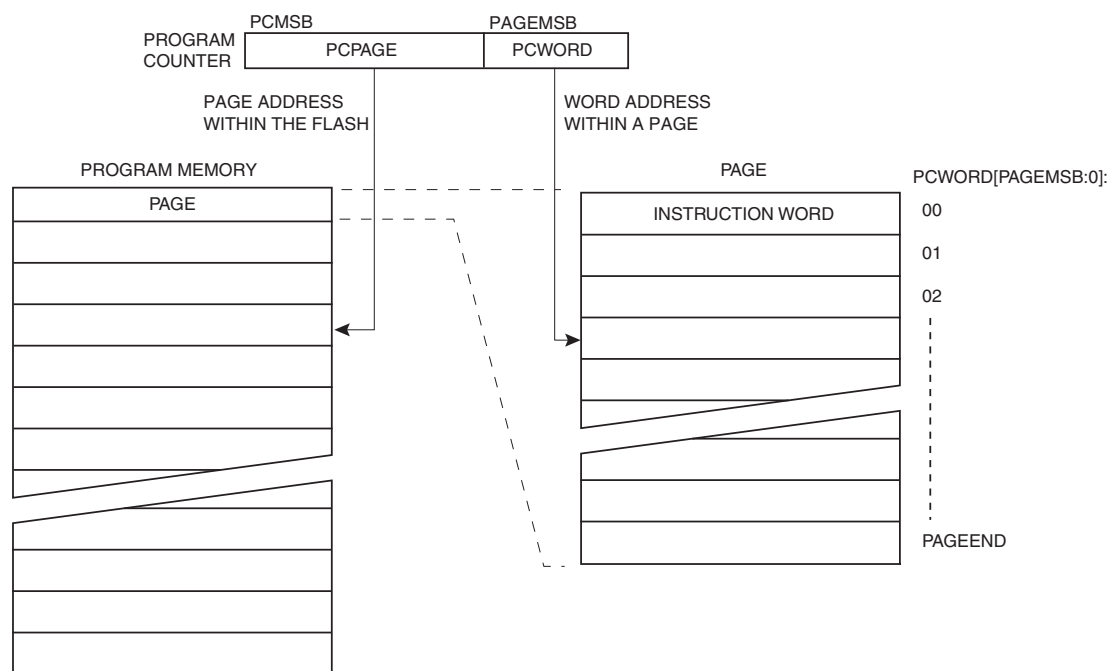 PCMSB
PAGEMSB
PROGRAM
COUNTER
PCPAGE
PCWORD
PAGE ADDRESS
WITHIN THE FLASH
WORD ADDRESS
WITHIN A PAGE
PROGRAM MEMORY
PAGE
PAGE
PCWORD[PAGEMSB:0]:
INSTRUCTION WORD
00
01
02
PAGEEND